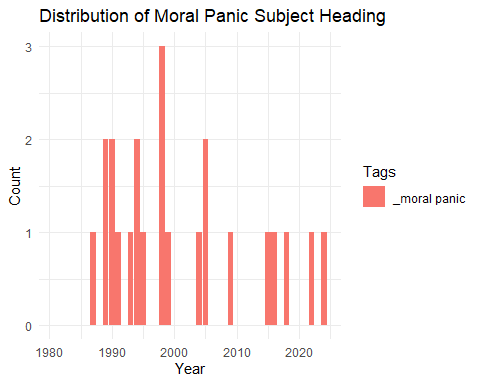 Distribution of Moral Panic Subject Heading
3
2
1
0
Count
1980 1990 2000 2010 2020
Year
Tags
_moral panic